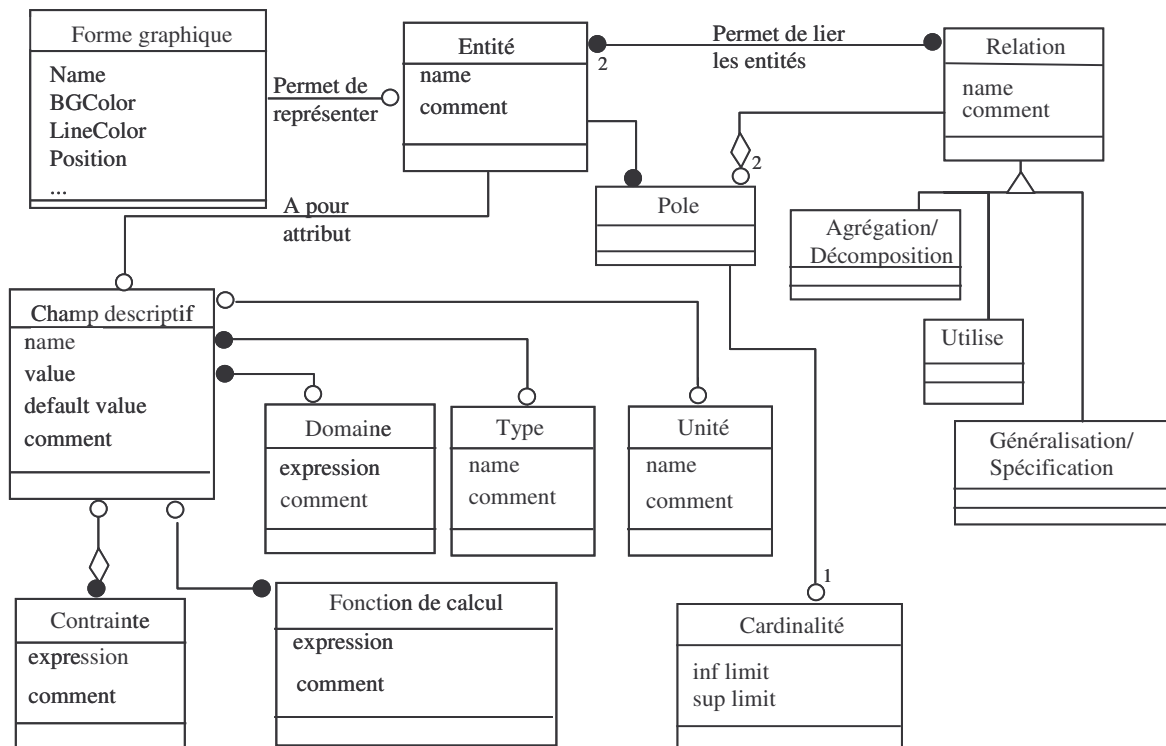 Forme graphique
Name
BGColor
LineColor
Position
...
Permet de
représenter
Entité
name
comment
2
Permet de lier
les entités
Relation
name
comment
2
Pole
A pour
attribut
Agrégation/
Décomposition
Utilise
Généralisation/
Spécification
Champ descriptif
name
value
default value
comment
Domaine
expression
comment
Type
name
comment
Unité
name
comment
Contrainte
expression
comment
Fonction de calcul
expression
comment
1
Cardinalité
inf limit
sup limit